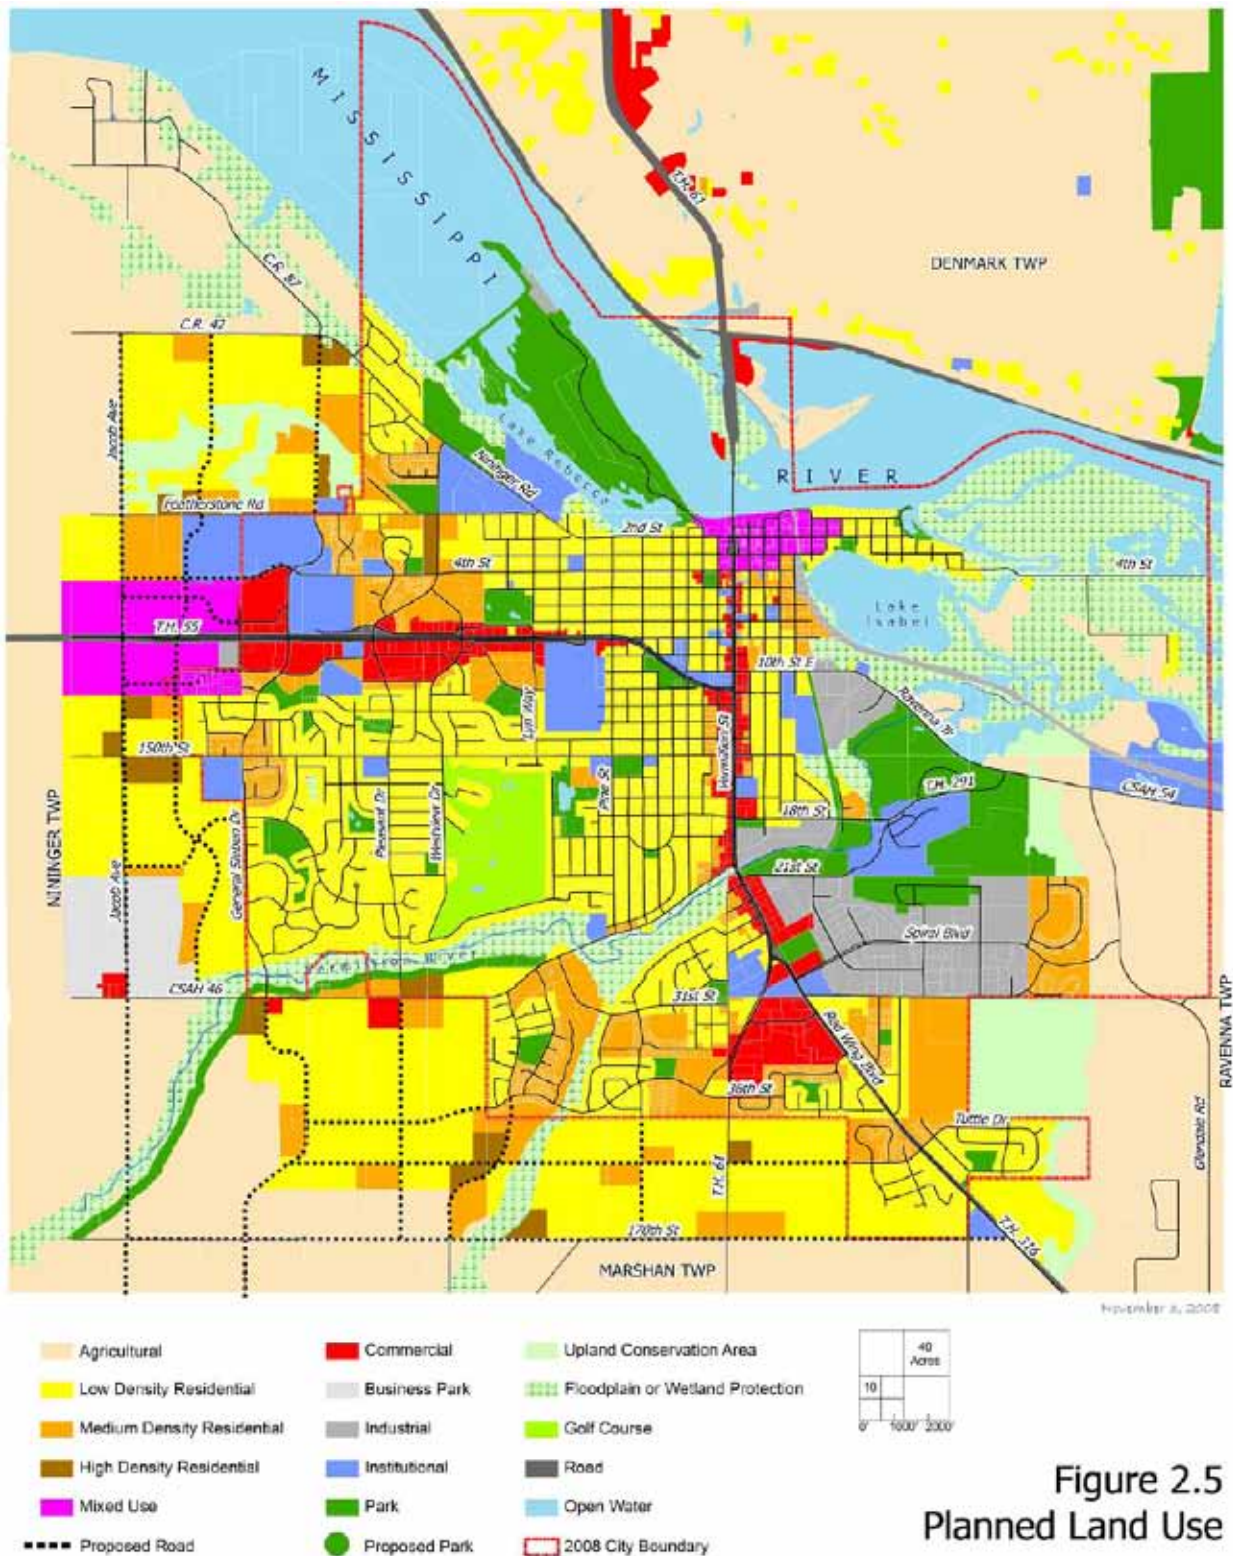 MISSISSIPPI
T.H. 61
DENMARK TWP
C.R. 87
C.R. 42
Jacob Ave
Lake Rebecca
Nininger Rd
RIVER
Featherstone Rd
2nd St
4th St
4th St
Lake
Isabel
T.H. 55
10th St E
Ravenna Tr
Lyn Way
Vermillion St
150th St
C.H. 291
CSAH 54
Pine St
18th St
NININGER TWP
General Sieben Dr
Pleasant Dr
Westview Dr
21st St
Jacob Ave
Spiral Blvd
CSAH 46
31st St
RAVENNA TWP
Red Wing Blvd
36th St
Tuttle Dr
Glendale Rd
T.H. 61
170th St
T.H. 316
MARSHAN TWP
Agricultural
Commercial
Upland Conservation Area
40
Acres
Low Density Residential
Business Park
Floodplain or Wetland Protection
10
Medium Density Residential
Industrial
Golf Course
0' 1000' 2000'
High Density Residential
Institutional
Road
Mixed Use
Park
Open Water
Proposed Road
Proposed Park
2008 City Boundary
Figure 2.5
Planned Land Use